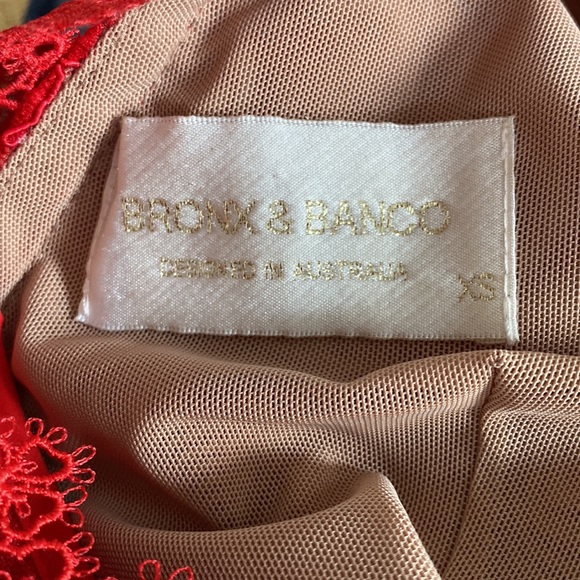 BRONX & BANCO
DESIGNED IN AUSTRALIA
XS